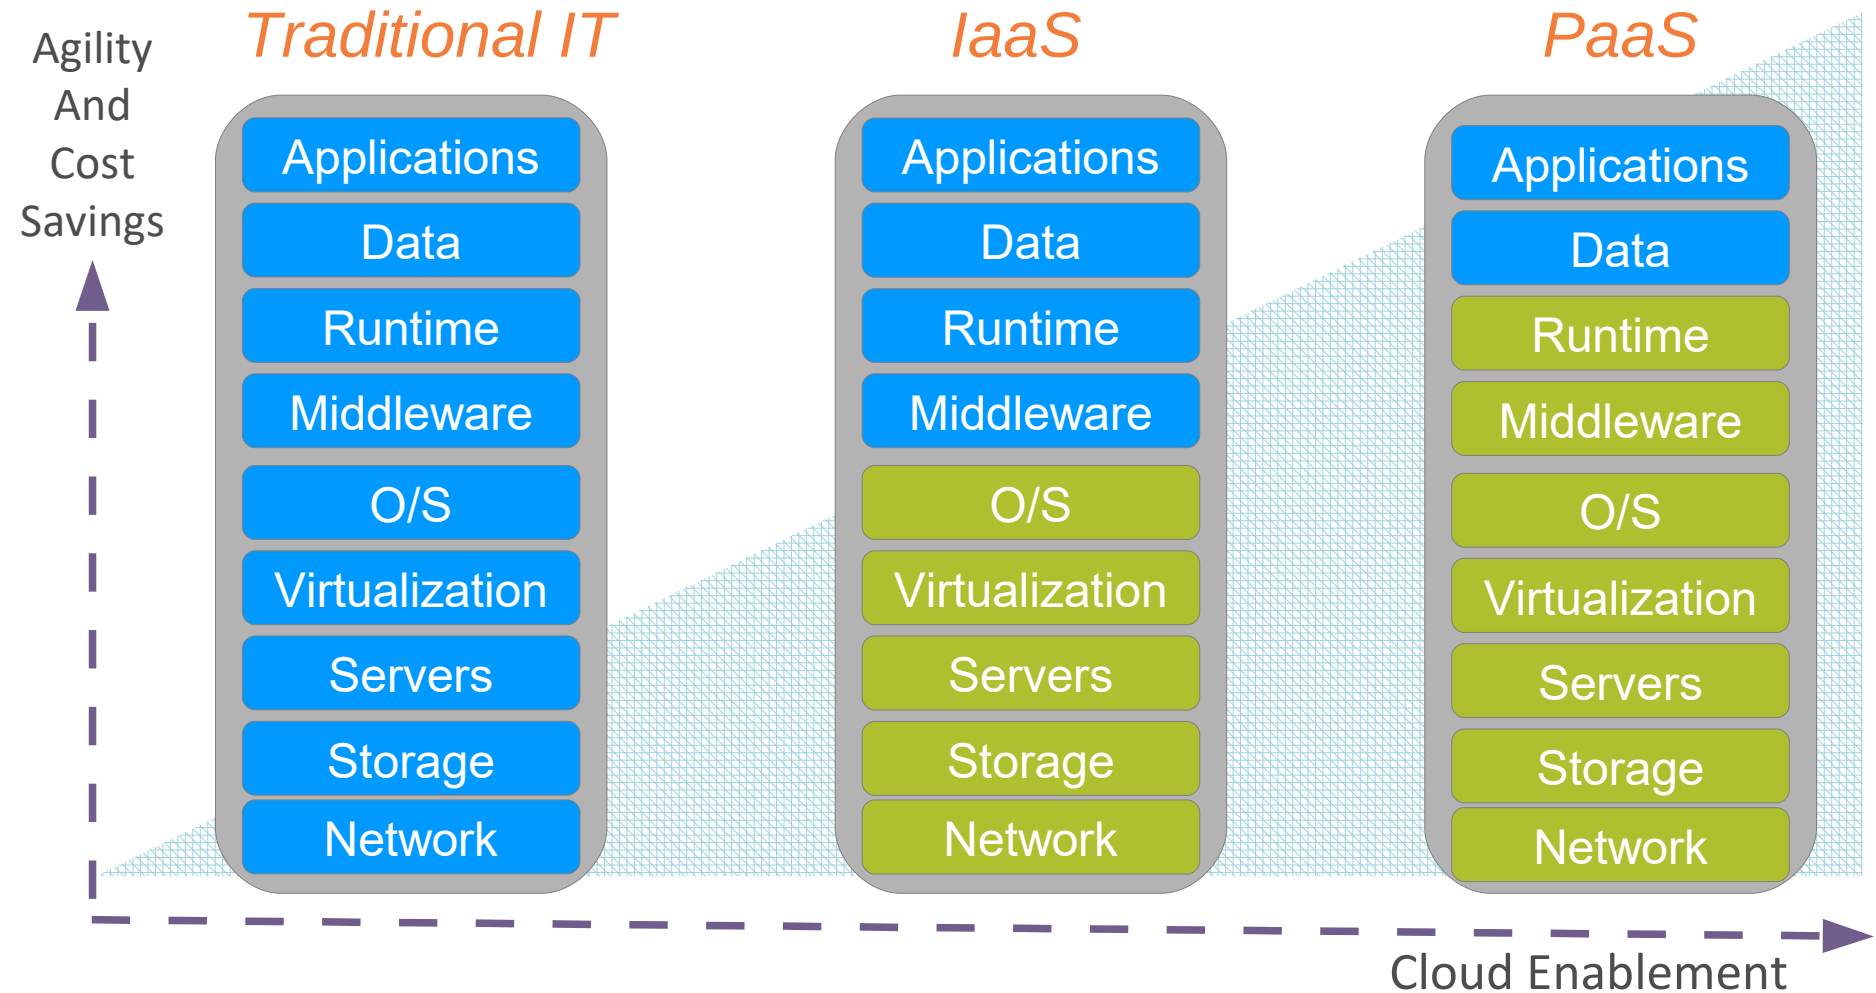 Agility
And
Cost
Savings
Traditional IT
Applications
Data
Runtime
Middleware
O/S
Virtualization
Servers
Storage
Network
IaaS
Applications
Data
Runtime
Middleware
O/S
Virtualization
Servers
Storage
Network
PaaS
Applications
Data
Runtime
Middleware
O/S
Virtualization
Servers
Storage
Network
Cloud Enablement